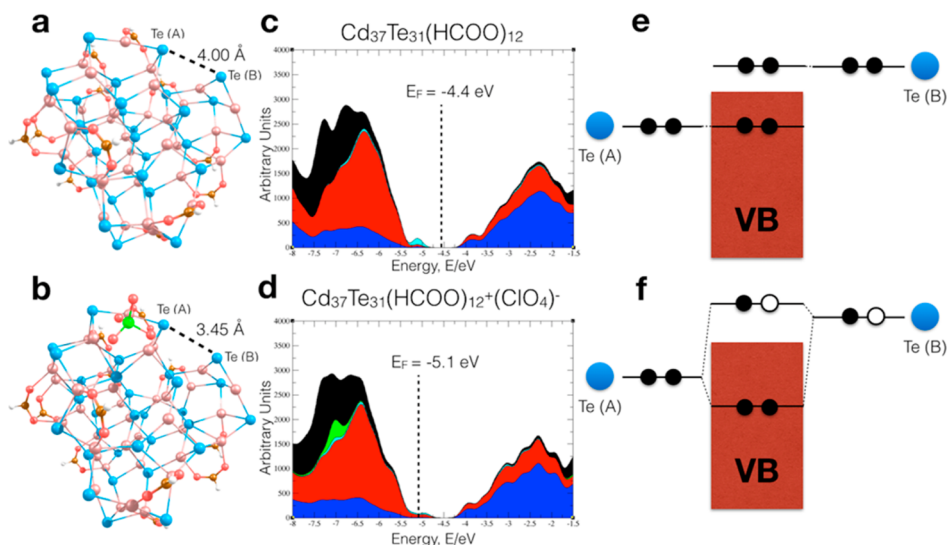 a
Te (A)
4.00 Å
Te (B)
b
Te (A)
3.45 Å
Te (B)
c
Cd37Te31(HCOO)12
EF = -4.4 eV
Arbitrary Units
4000
3500
3000
2500
2000
1500
1000
500
0
-8 -7.5 -7 -6.5 -6 -5.5 -5 -4.5 -4 -3.5 -3 -2.5 -2 -1.5
Energy, E/eV
d
Cd37Te31(HCOO)12+(ClO4)-
EF = -5.1 eV
Arbitrary Units
4000
3500
3000
2500
2000
1500
1000
500
0
-8 -7.5 -7 -6.5 -6 -5.5 -5 -4.5 -4 -3.5 -3 -2.5 -2 -1.5
Energy, E/eV
e
Te (B)
Te (A)
VB
f
Te (B)
Te (A)
VB